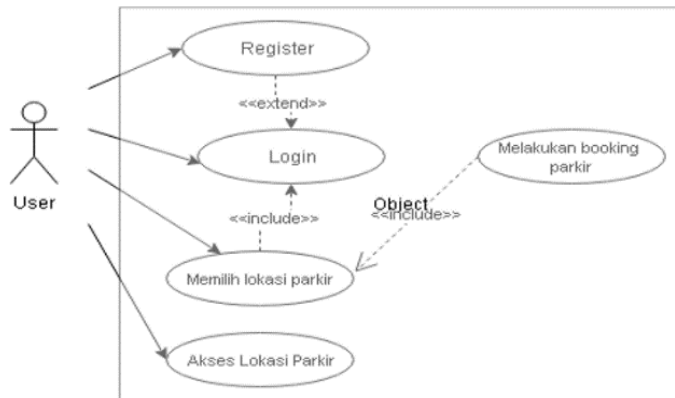 Register
<<extend>>
Login
Melakukan booking
parkir
User
Object
<<include>>
<<include>>
Memilih lokasi parkir
Akses Lokasi Parkir